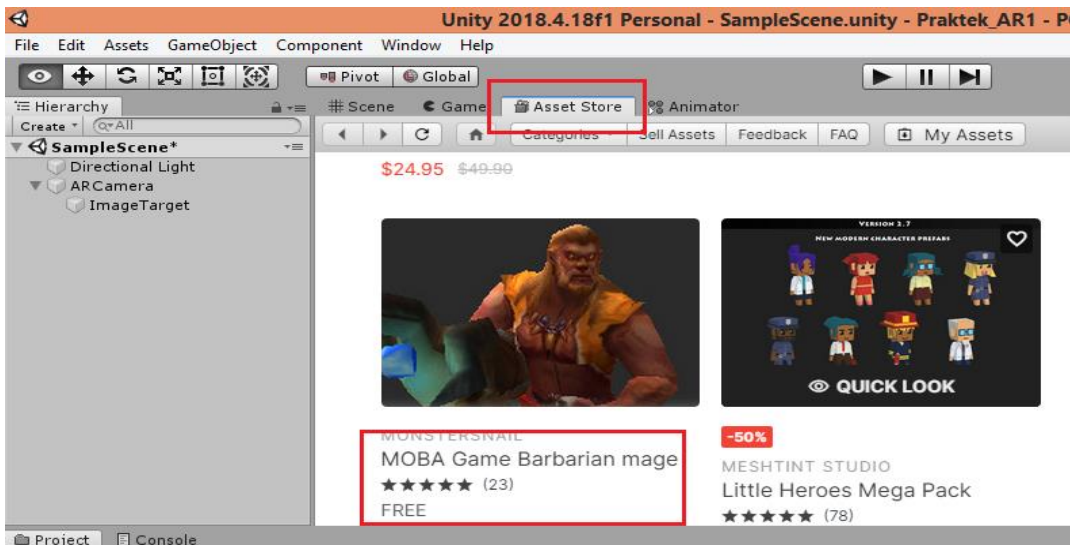 Unity 2018.4.18f1 Personal - SampleScene.unity - Praktek_AR1 -
File Edit Assets GameObject Component Window Help
Pivot Global
Hierarchy # Scene Game Asset Store Animator
Create All
Categories Sell Assets Feedback FAQ My Assets
SampleScene*
Directional Light
ARCamera
ImageTarget
$24.95 $49.90
VERSION 2.7
NEW MODERN CHARACTER PREFABS
QUICK LOOK
MONSTERSNAIL
MOBA Game Barbarian mage
★★★★★ (23)
FREE
-50%
MESHTINT STUDIO
Little Heroes Mega Pack
★★★★★ (78)
Project Console